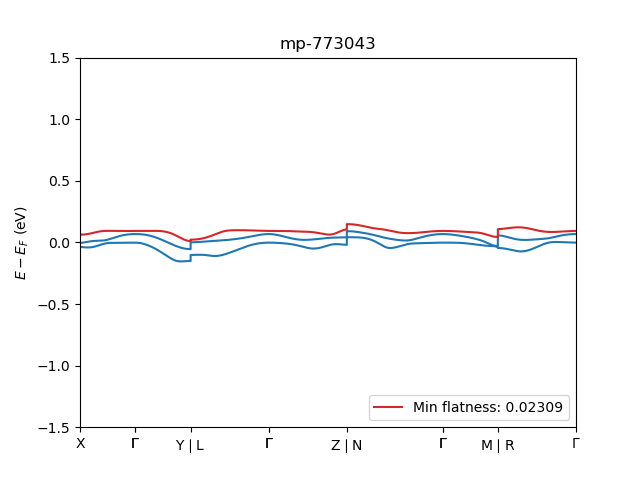 mp-773043
1.5
1.0
0.5
0.0
−0.5
−1.0
−1.5
E − E_F (eV)
X Γ Y | L Γ Z | N Γ M | R Γ
Min flatness: 0.02309